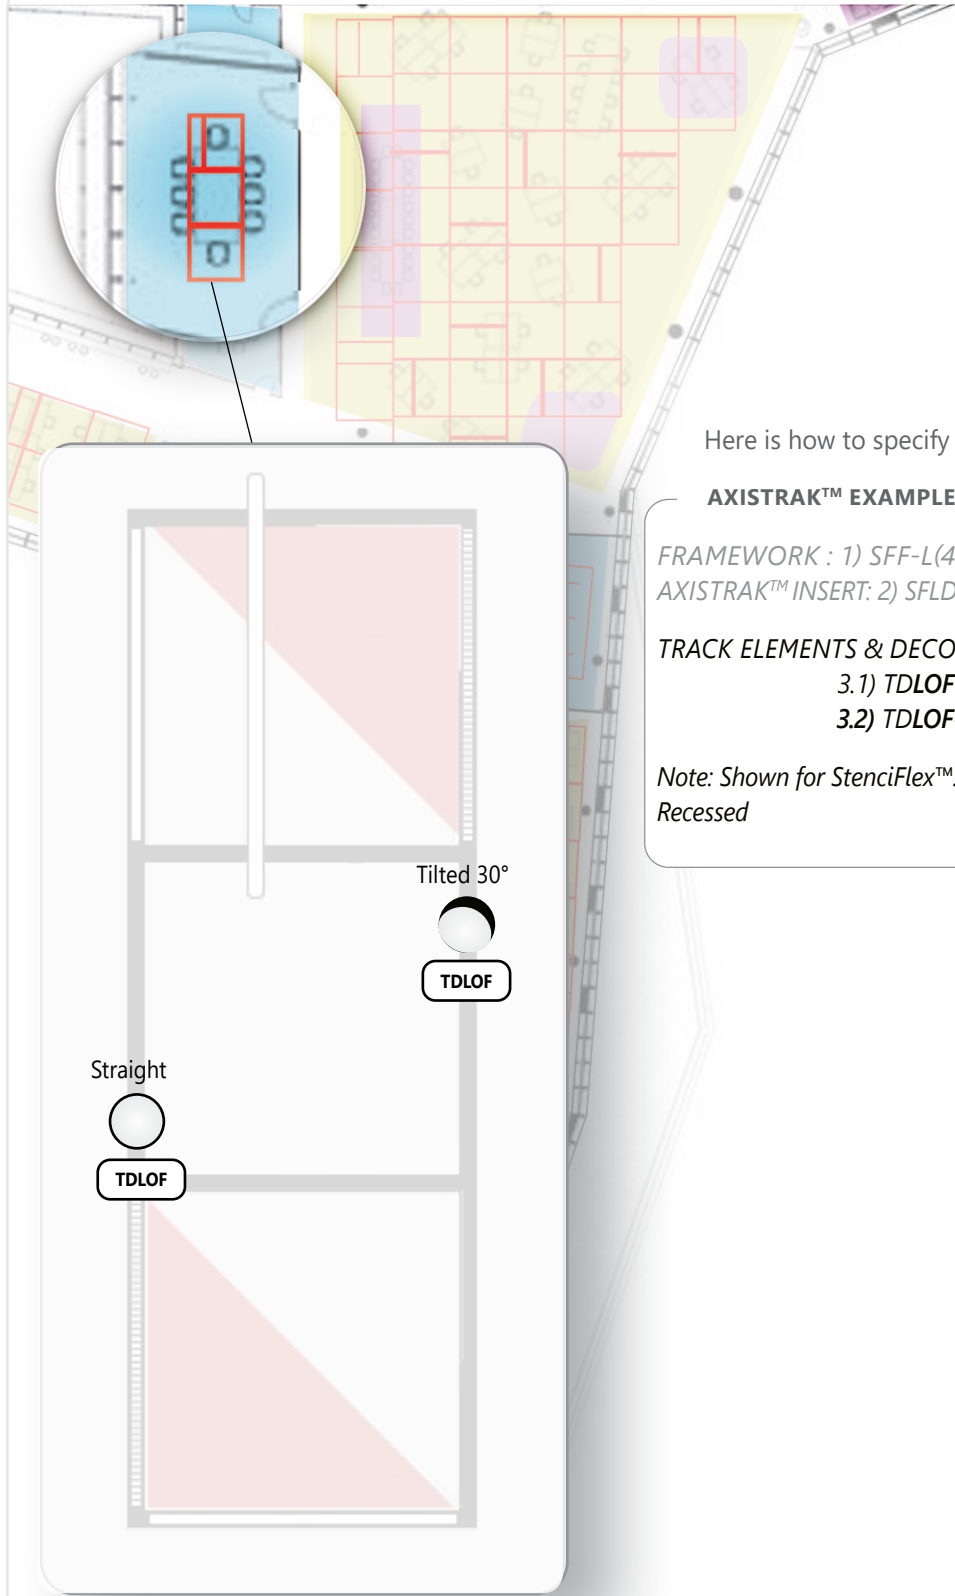 Here is how to specify
AXISTRAK™ EXAMPLE
FRAMEWORK : 1) SFF-L(4
AXISTRAK™ INSERT: 2) SFLD
TRACK ELEMENTS & DECO
3.1) TDLOF
3.2) TDLOF
Note: Shown for StenciFlex™.
Recessed
Tilted 30°
TDLOF
Straight
TDLOF